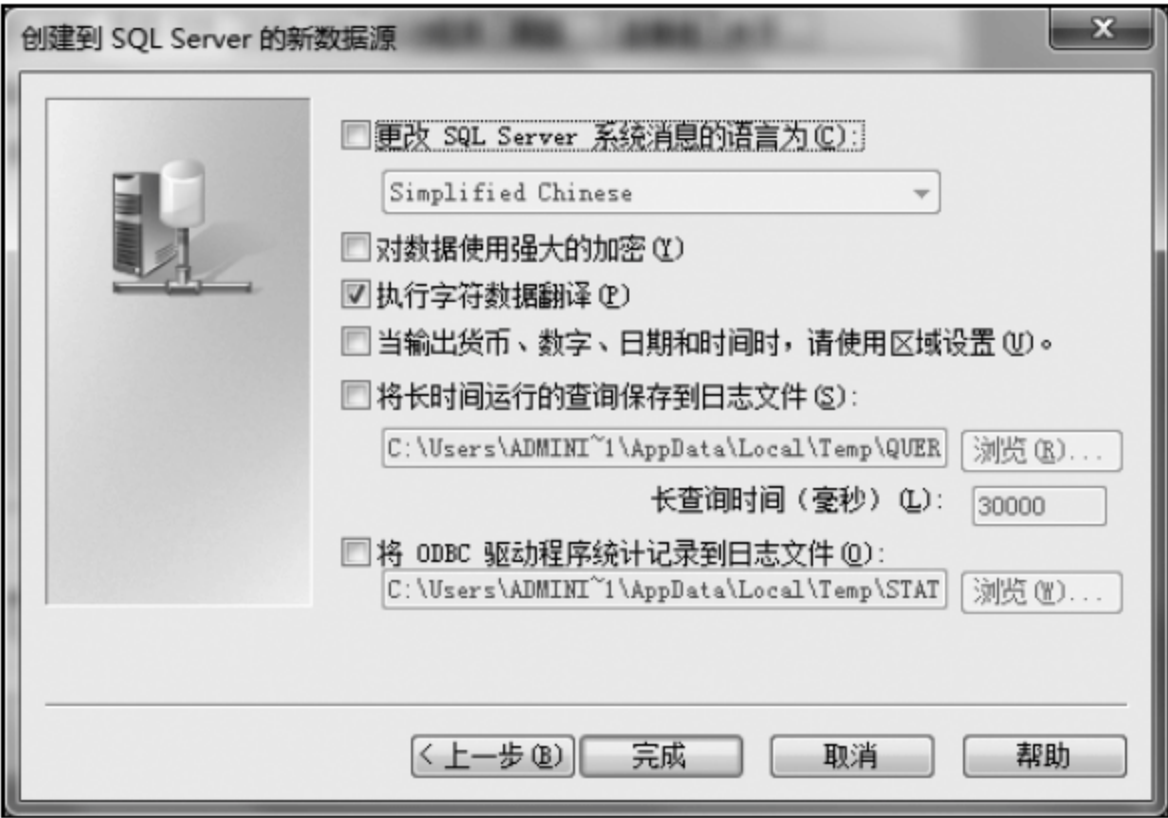 创建到 SQL Server 的新数据源
更改 SQL Server 系统消息的语言为(C):
Simplified Chinese
对数据使用强大的加密(Y)
执行字符数据翻译(P)
当输出货币、数字、日期和时间时，请使用区域设置(U)。
将长时间运行的查询保存到日志文件(S):
C:\Users\ADMINI~1\AppData\Local\Temp\QUER 浏览(R)...
长查询时间（毫秒）(L): 30000
将 ODBC 驱动程序统计记录到日志文件(O):
C:\Users\ADMINI~1\AppData\Local\Temp\STAT 浏览(W)...
<上一步(B) 完成 取消 帮助